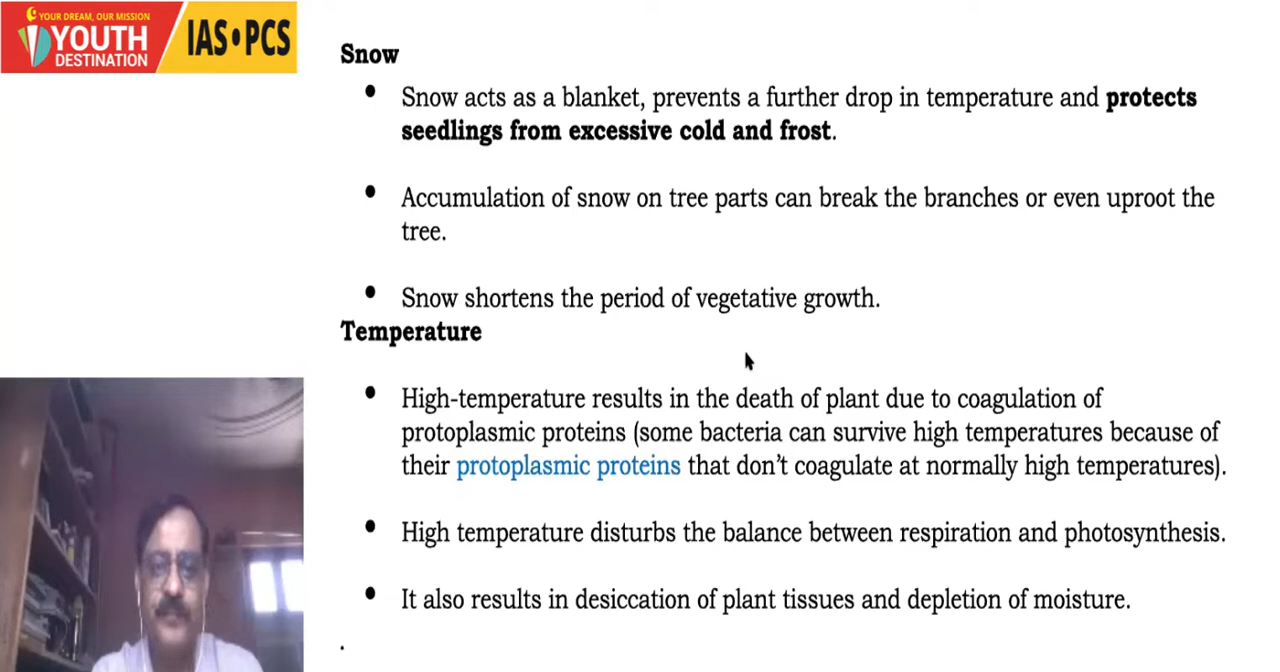 YOUR DREAM, OUR MISSION
YOUTH
DESTINATION
IAS•PCS
Snow
• Snow acts as a blanket, prevents a further drop in temperature and protects
seedlings from excessive cold and frost.
• Accumulation of snow on tree parts can break the branches or even uproot the
tree.
• Snow shortens the period of vegetative growth.
Temperature
• High-temperature results in the death of plant due to coagulation of
protoplasmic proteins (some bacteria can survive high temperatures because of
their protoplasmic proteins that don’t coagulate at normally high temperatures).
• High temperature disturbs the balance between respiration and photosynthesis.
• It also results in desiccation of plant tissues and depletion of moisture.
.